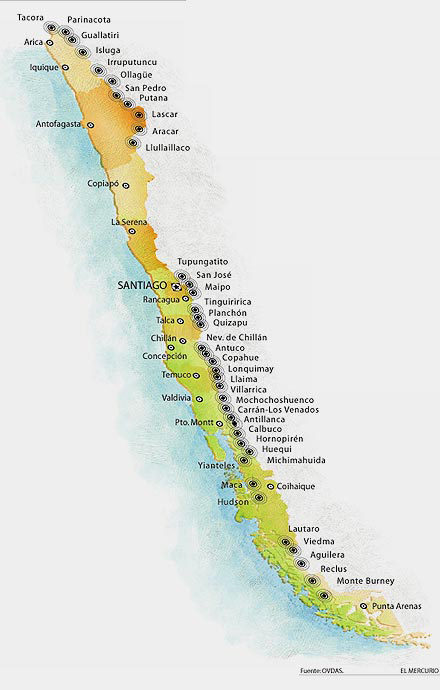 Tacora
Parinacota
Guallatiri
Arica
Isluga
Irruputuncu
Iquique
Ollagüe
San Pedro
Putana
Lascar
Antofagasta
Aracar
Llullaillaco
Copiapó
La Serena
Tupungatito
San José
SANTIAGO
Maipo
Rancagua
Tinguiririca
Planchón
Talca
Quizapu
Chillán
Nev. de Chillán
Antuco
Concepción
Copahue
Lonquimay
Temuco
Llaima
Villarrica
Valdivia
Mochochoshuenco
Carrán-Los Venados
Antillanca
Pto. Montt
Calbuco
Hornopirén
Huequi
Michimahuida
Yianteles
Maca
Coihaique
Hudson
Lautaro
Viedma
Aguilera
Reclus
Monte Burney
Punta Arenas
Fuente: OVDAS. EL MERCURIO